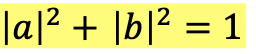 |a|² + |b|² = 1